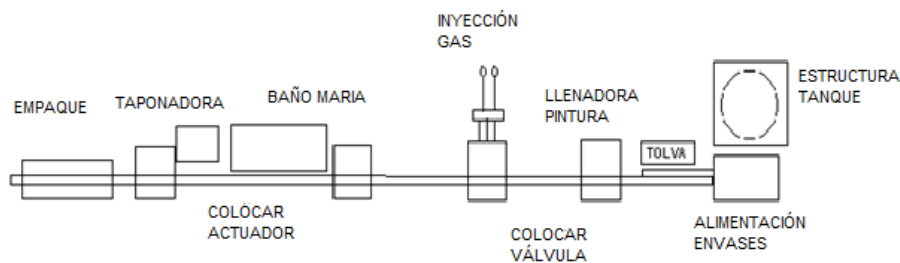 INYECCIÓN
GAS
ESTRUCTURA
TANQUE
LLENADORA
PINTURA
BAÑO MARIA
TAPONADORA
EMPAQUE
TOLVA
COLOCAR
ACTUADOR
COLOCAR
VÁLVULA
ALIMENTACIÓN
ENVASES